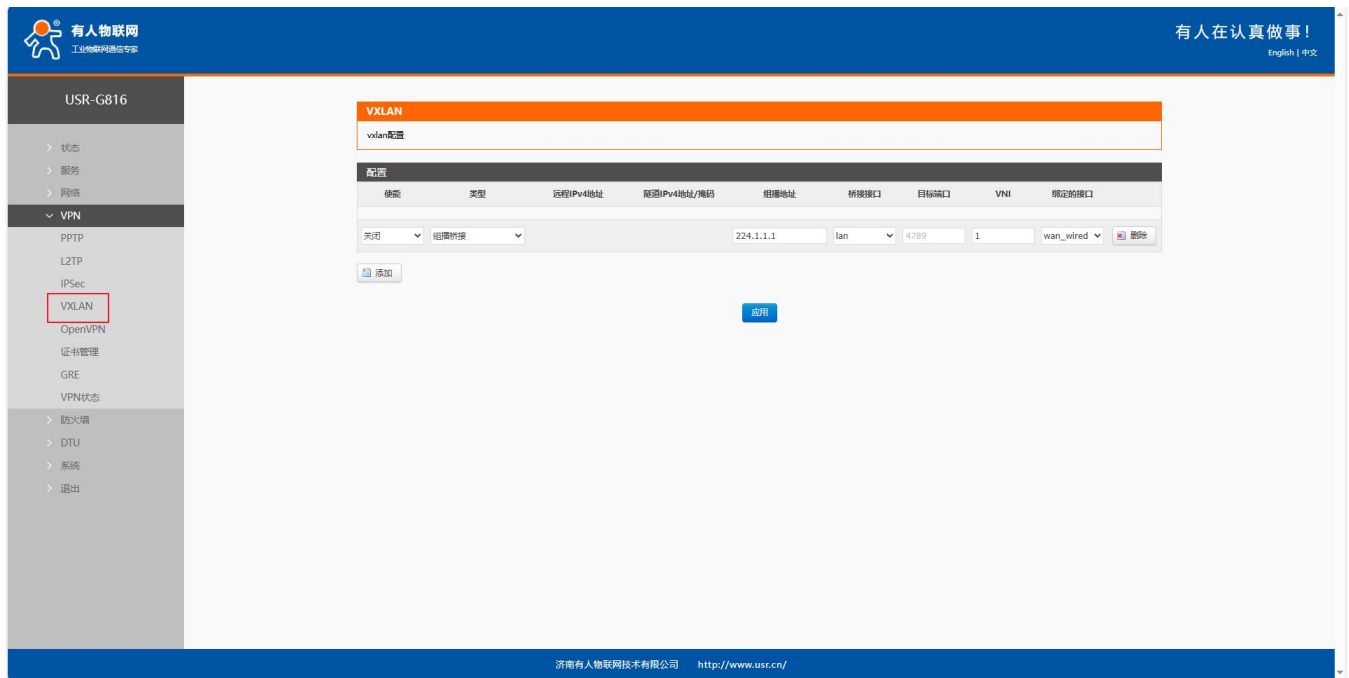 有人物联网
工业物联网通信专家
有人在认真做事！
English | 中文
USR-G816
状态
服务
网络
VPN
PPTP
L2TP
IPSec
VXLAN
OpenVPN
证书管理
GRE
VPN状态
防火墙
DTU
系统
退出
VXLAN
vxlan配置
配置
使能 类型 远程IPv4地址 隧道IPv4地址/掩码 组播地址 桥接接口 目标端口 VNI 绑定的接口
关闭 组播桥接 224.1.1.1 lan 4789 1 wan_wired 删除
添加
应用
济南有人物联网技术有限公司 http://www.usr.cn/